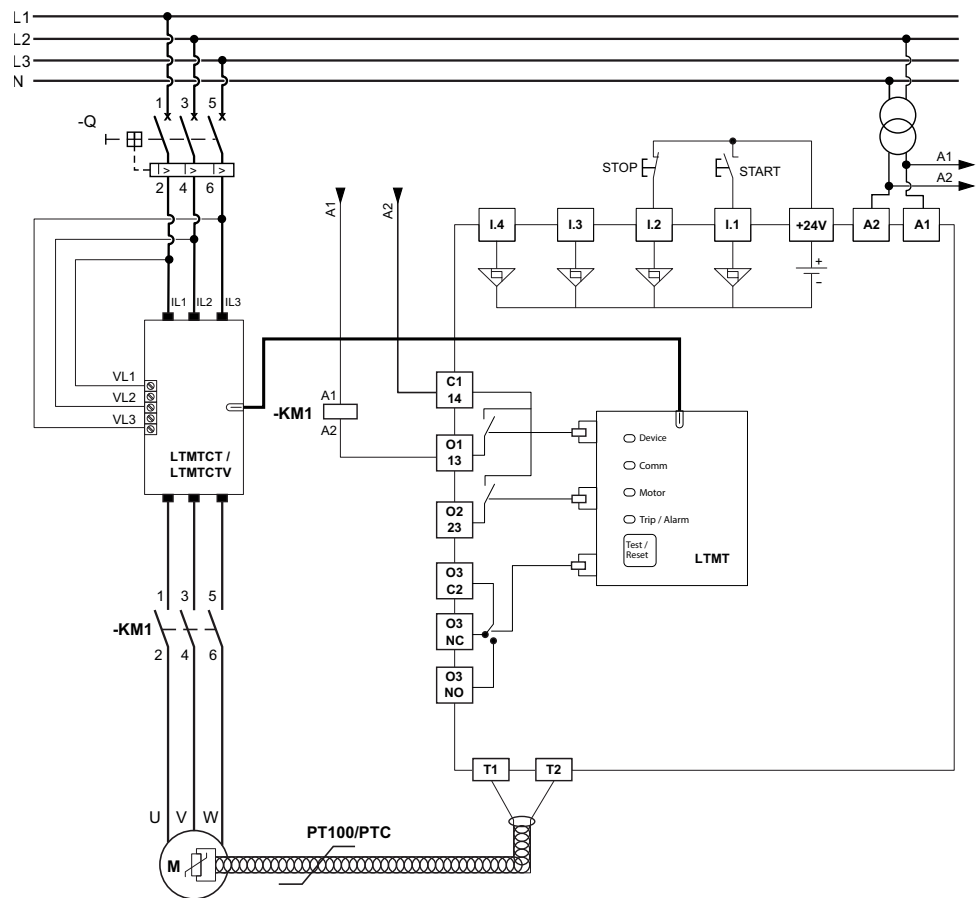 L1
L2
L3
N
1 3 5
-Q
I> I> I>
2 4 6
A1
A2
STOP
START
A1
A2
I.4
I.3
I.2
I.1
+24V
A2
A1
+
–
IL1
IL2
IL3
VL1
VL2
VL3
LTMTCT /
LTMTCTV
A1
-KM1
A2
C1
14
O1
13
O2
23
O3
C2
O3
NC
O3
NO
Device
Comm
Motor
Trip / Alarm
Test /
Reset
LTMT
1 3 5
-KM1
2 4 6
T1
T2
U V W
M
PT100/PTC